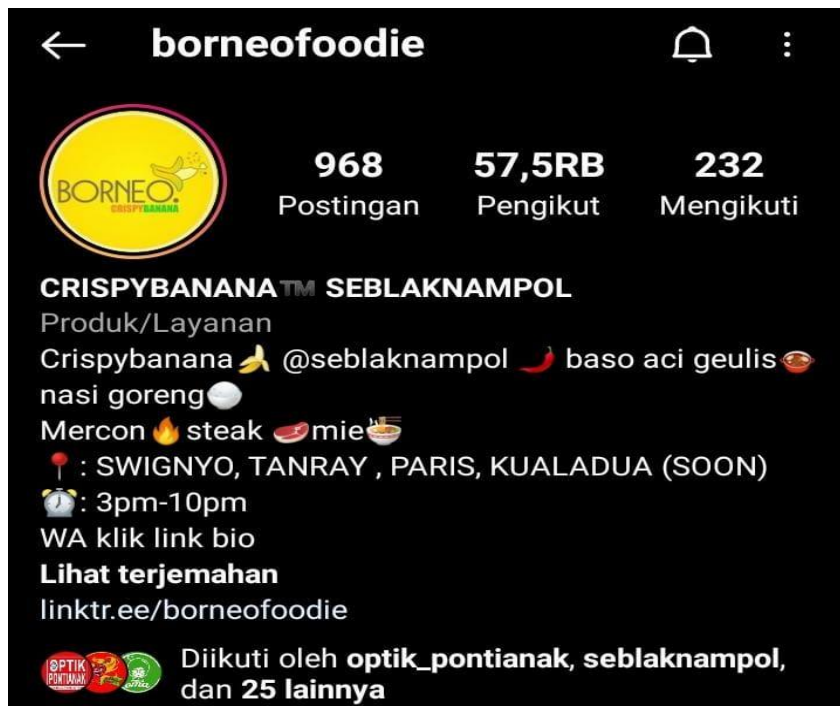 borneofoodie
BORNEO.
CRISPYBANANA
968
Postingan
57,5RB
Pengikut
232
Mengikuti
CRISPYBANANA™ SEBLAKNAMPOL
Produk/Layanan
Crispybanana🍌 @seblaknampol 🌶️ baso aci geulis🍲
nasi goreng🍚
Mercon🔥steak 🥩mie🍜
📍: SWIGNYO, TANRAY , PARIS, KUALADUA (SOON)
⏰: 3pm-10pm
WA klik link bio
Lihat terjemahan
linktr.ee/borneofoodie
OPTIK
PONTIANAK
Diikuti oleh optik_pontianak, seblaknampol,
dan 25 lainnya